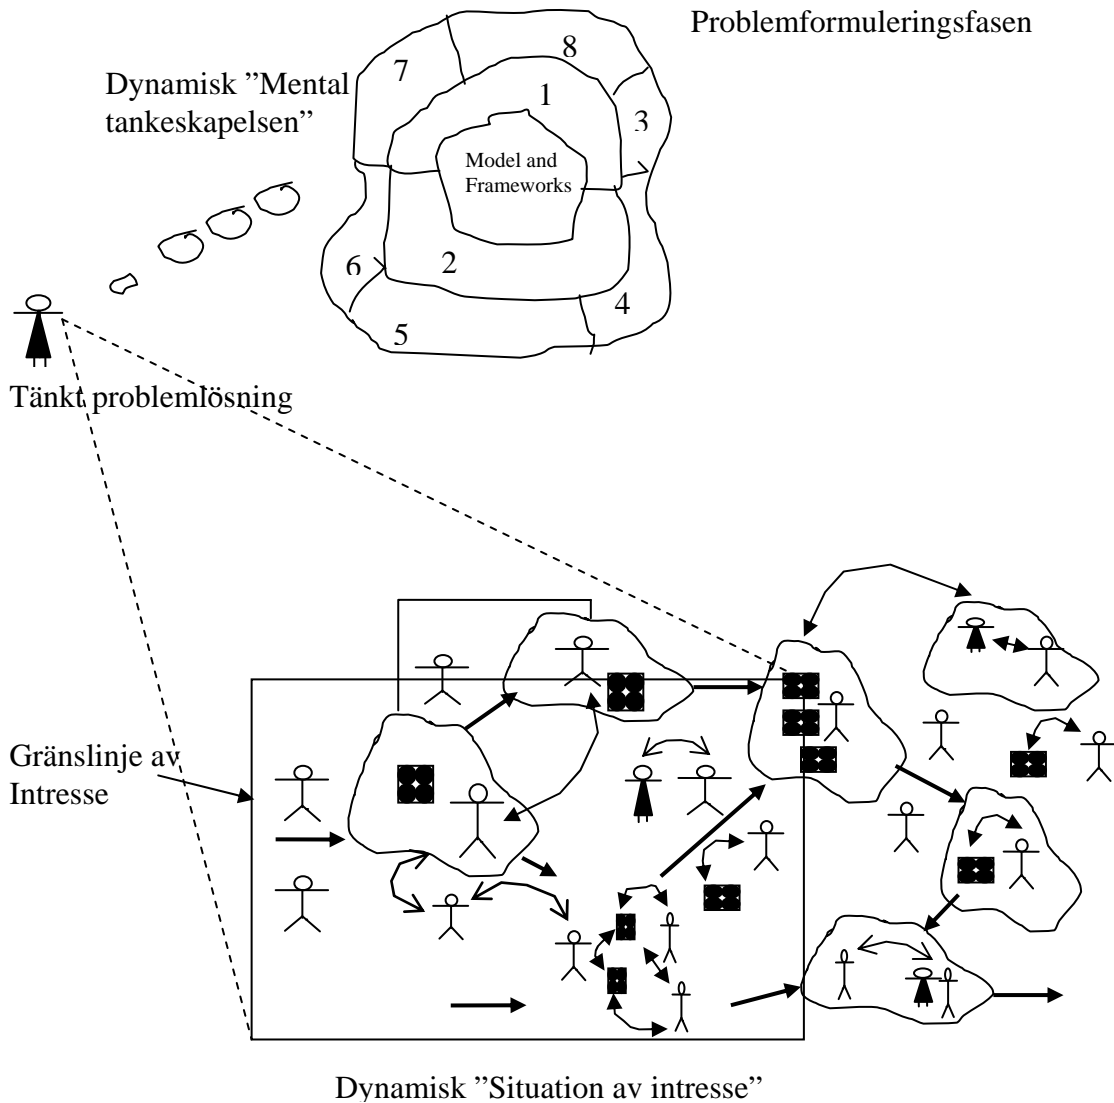 Problemformuleringsfasen
8
7
Dynamisk ”Mental
tankeskapelsen”
1
3
Model and
Frameworks
2
6
4
5
Tänkt problemlösning
Gränslinje av
Intresse
Dynamisk ”Situation av intresse”